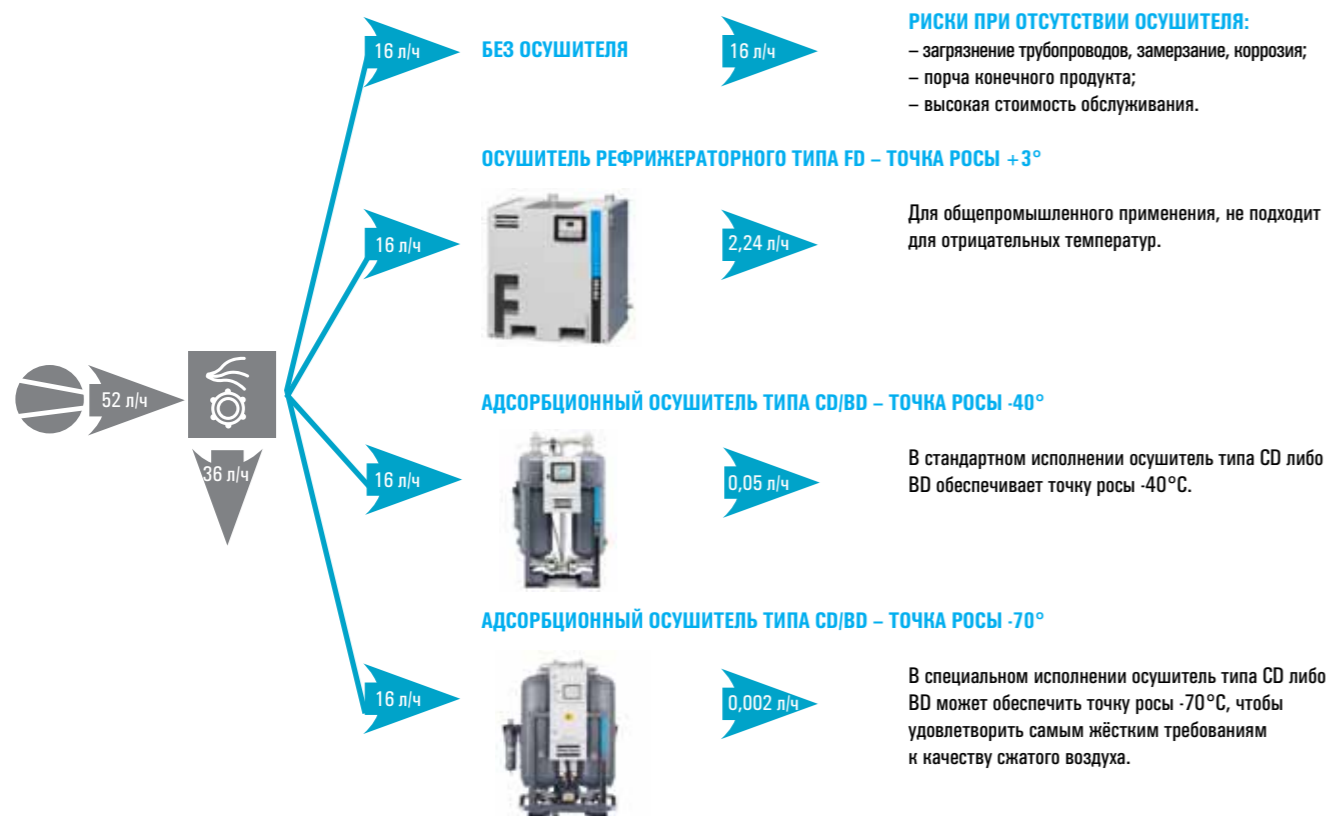 16 л/ч
БЕЗ ОСУШИТЕЛЯ
16 л/ч
РИСКИ ПРИ ОТСУТСТВИИ ОСУШИТЕЛЯ:
– загрязнение трубопроводов, замерзание, коррозия;
– порча конечного продукта;
– высокая стоимость обслуживания.
ОСУШИТЕЛЬ РЕФРИЖЕРАТОРНОГО ТИПА FD – ТОЧКА РОСЫ +3°
16 л/ч
F
2,24 л/ч
Для общепромышленного применения, не подходит
для отрицательных температур.
52 л/ч
36 л/ч
АДСОРБЦИОННЫЙ ОСУШИТЕЛЬ ТИПА CD/BD – ТОЧКА РОСЫ -40°
16 л/ч
0,05 л/ч
В стандартном исполнении осушитель типа CD либо
BD обеспечивает точку росы -40°C.
АДСОРБЦИОННЫЙ ОСУШИТЕЛЬ ТИПА CD/BD – ТОЧКА РОСЫ -70°
16 л/ч
0,002 л/ч
В специальном исполнении осушитель типа CD либо
BD может обеспечить точку росы -70°C, чтобы
удовлетворить самым жёстким требованиям
к качеству сжатого воздуха.